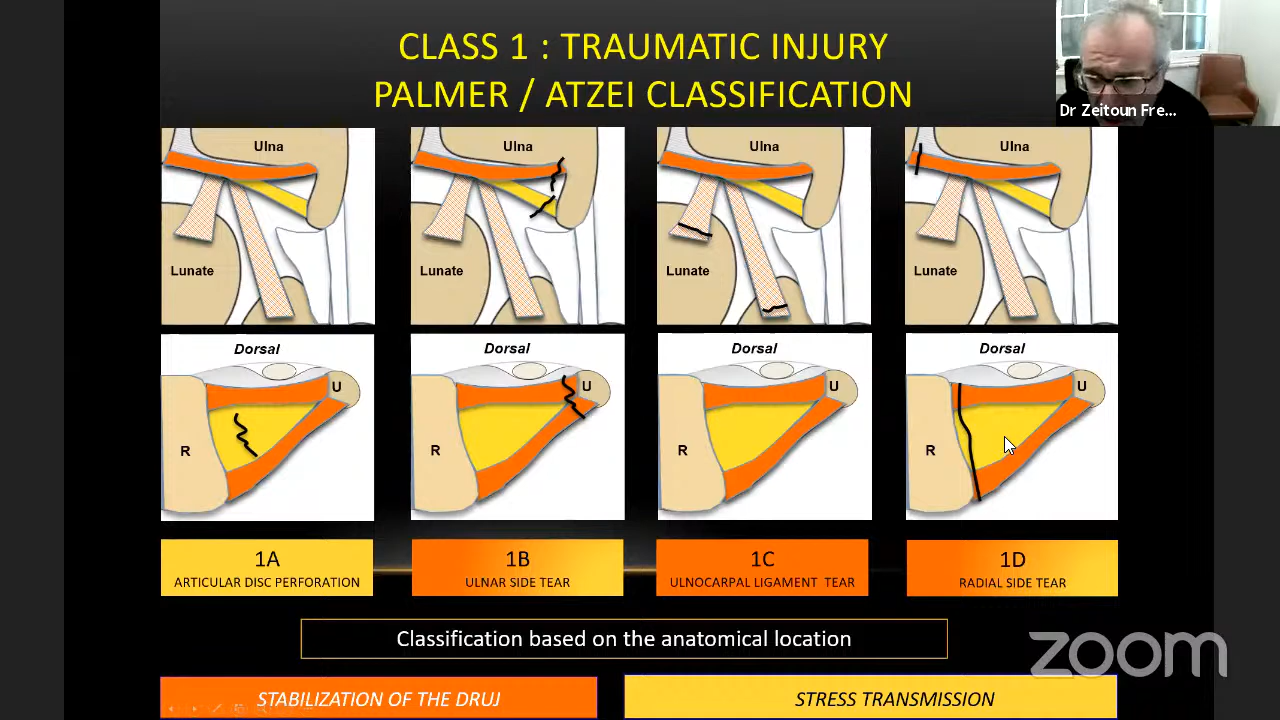 CLASS 1 : TRAUMATIC INJURY
PALMER / ATZEI CLASSIFICATION
Dr Zeitoun Fre...
Ulna
Ulna
Ulna
Ulna
Lunate
Lunate
Lunate
Lunate
Dorsal
Dorsal
Dorsal
Dorsal
U
U
U
U
R
R
R
R
1A
ARTICULAR DISC PERFORATION
1B
ULNAR SIDE TEAR
1C
ULNOCARPAL LIGAMENT TEAR
1D
RADIAL SIDE TEAR
Classification based on the anatomical location
zoom
STABILIZATION OF THE DRUJ
STRESS TRANSMISSION